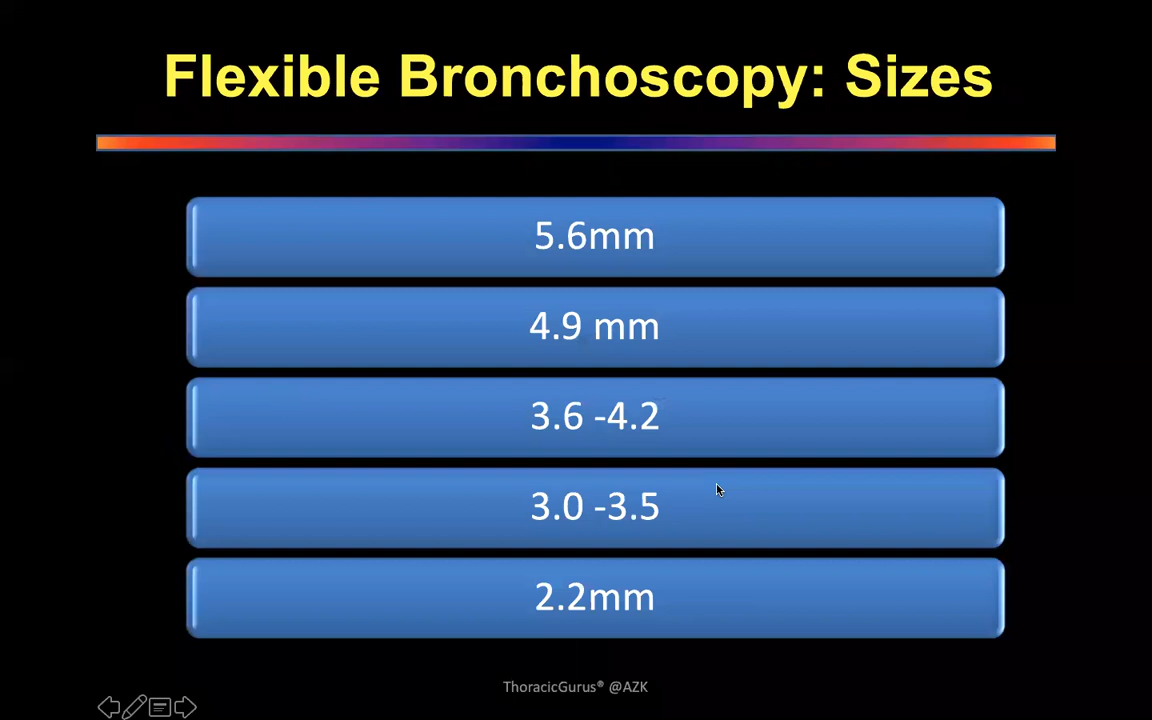 Flexible Bronchoscopy: Sizes
5.6mm
4.9 mm
3.6 -4.2
3.0 -3.5
2.2mm
ThoracicGurus® @AZK